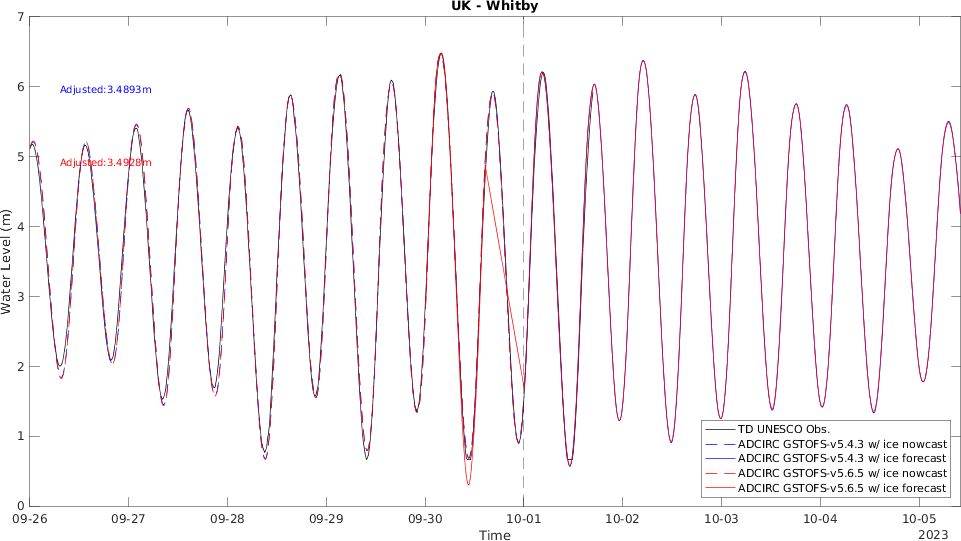 UK - Whitby
7
6
5
4
3
2
1
0
Water Level (m)
Adjusted:3.4893m
Adjusted:3.4928m
TD UNESCO Obs.
ADCIRC GSTOFS-v5.4.3 w/ ice nowcast
ADCIRC GSTOFS-v5.4.3 w/ ice forecast
ADCIRC GSTOFS-v5.6.5 w/ ice nowcast
ADCIRC GSTOFS-v5.6.5 w/ ice forecast
09-26 09-27 09-28 09-29 09-30 10-01 10-02 10-03 10-04 10-05
Time
2023